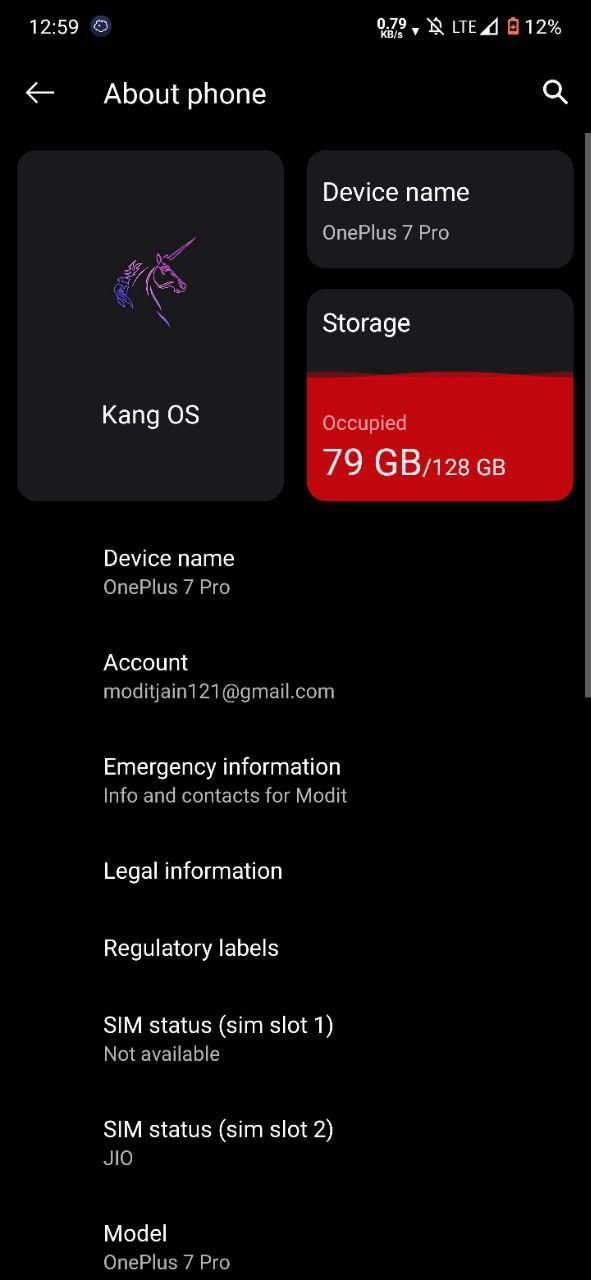 12:59
0.79 KB/s LTE 12%
About phone
Kang OS
Device name
OnePlus 7 Pro
Storage
Occupied
79 GB/128 GB
Device name
OnePlus 7 Pro
Account
moditjain121@gmail.com
Emergency information
Info and contacts for Modit
Legal information
Regulatory labels
SIM status (sim slot 1)
Not available
SIM status (sim slot 2)
JIO
Model
OnePlus 7 Pro